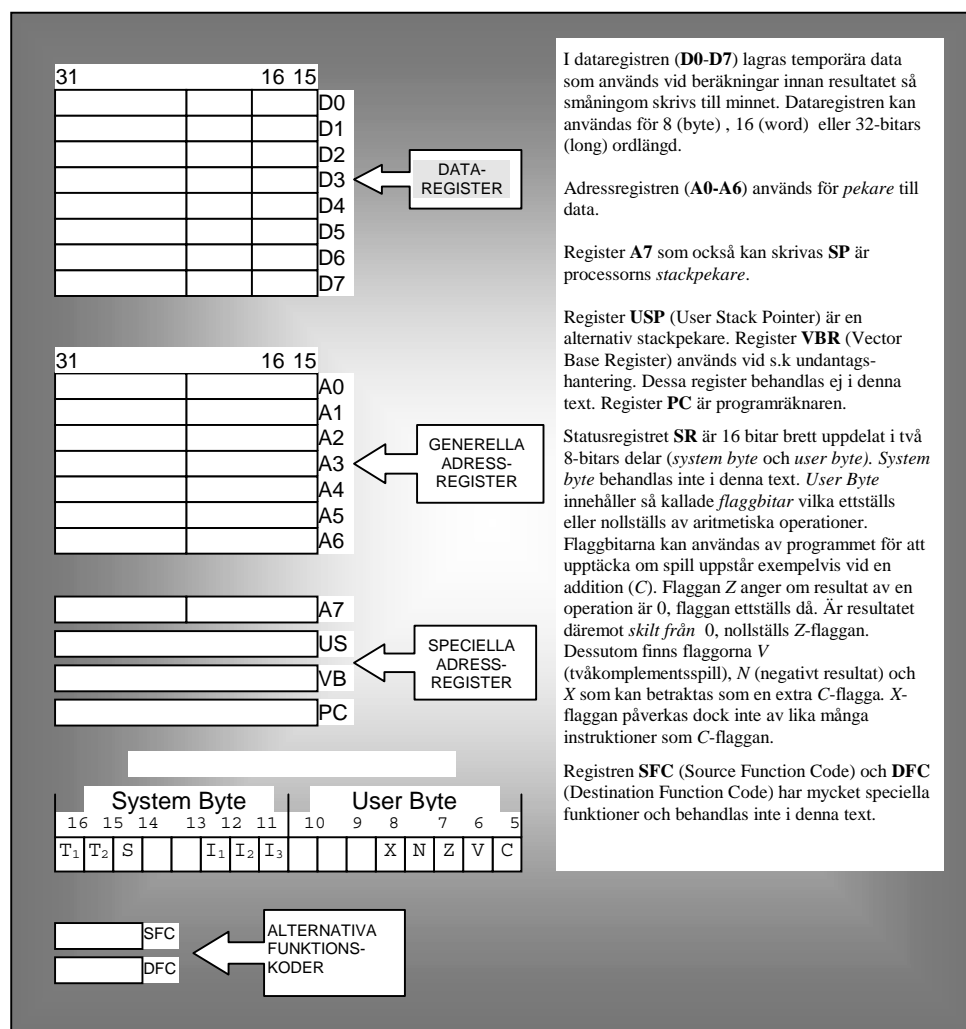 31 16 15
D0
D1
D2
D3
D4
D5
D6
D7
DATA-
REGISTER
31 16 15
A0
A1
A2
A3
A4
A5
A6
GENERELLA
ADRESS-
REGISTER
A7
US
VB
PC
SPECIELLA
ADRESS-
REGISTER
System Byte User Byte
16 15 14 13 12 11 10 9 8 7 6 5
T1 T2 S I1 I2 I3 X N Z V C
SFC
DFC
ALTERNATIVA
FUNKTIONS-
KODER
I dataregistren (D0-D7) lagras temporära data
som används vid beräkningar innan resultatet så
småningom skrivs till minnet. Dataregistren kan
användas för 8 (byte) , 16 (word) eller 32-bitars
(long) ordlängd.
Adressregistren (A0-A6) används för pekare till
data.
Register A7 som också kan skrivas SP är
processorns stackpekare.
Register USP (User Stack Pointer) är en
alternativ stackpekare. Register VBR (Vector
Base Register) används vid s.k undantags-
hantering. Dessa register behandlas ej i denna
text. Register PC är programräknaren.
Statusregistret SR är 16 bitar brett uppdelat i två
8-bitars delar (system byte och user byte). System
byte behandlas inte i denna text. User Byte
innehåller så kallade flaggbitar vilka ettställs
eller nollställs av aritmetiska operationer.
Flaggbitarna kan användas av programmet för att
upptäcka om spill uppstår exempelvis vid en
addition (C). Flaggan Z anger om resultat av en
operation är 0, flaggan ettställs då. Är resultatet
däremot skilt från 0, nollställs Z-flaggan.
Dessutom finns flaggorna V
(tvåkomplementsspill), N (negativt resultat) och
X som kan betraktas som en extra C-flagga. X-
flaggan påverkas dock inte av lika många
instruktioner som C-flaggan.
Registren SFC (Source Function Code) och DFC
(Destination Function Code) har mycket speciella
funktioner och behandlas inte i denna text.